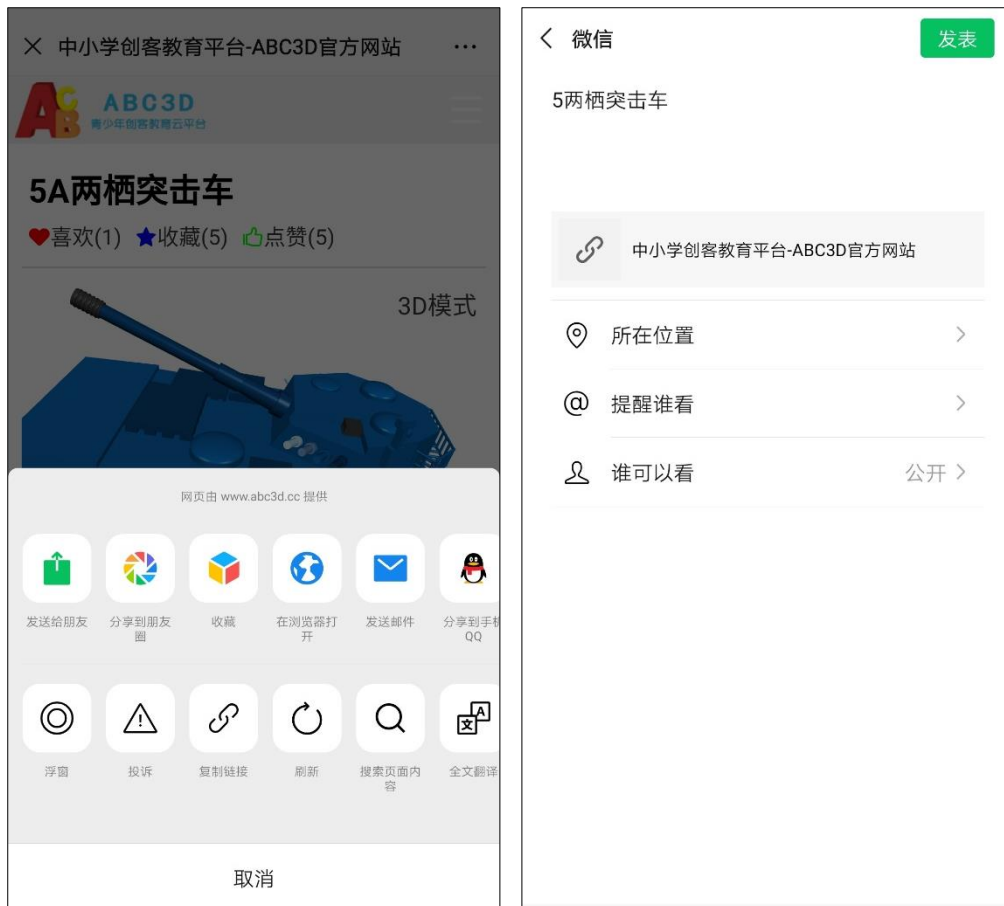 中小学创客教育平台-ABC3D官方网站
ABC3D
青少年创客教育云平台
5A两栖突击车
喜欢(1) 收藏(5) 点赞(5)
3D模式
网页由 www.abc3d.cc 提供
发送给朋友 分享到朋友圈 收藏 在浏览器打开 发送邮件 分享到手机QQ
浮窗 投诉 复制链接 刷新 搜索页面内容 全文翻译
取消
微信 发表
5两栖突击车
中小学创客教育平台-ABC3D官方网站
所在位置
提醒谁看
谁可以看 公开